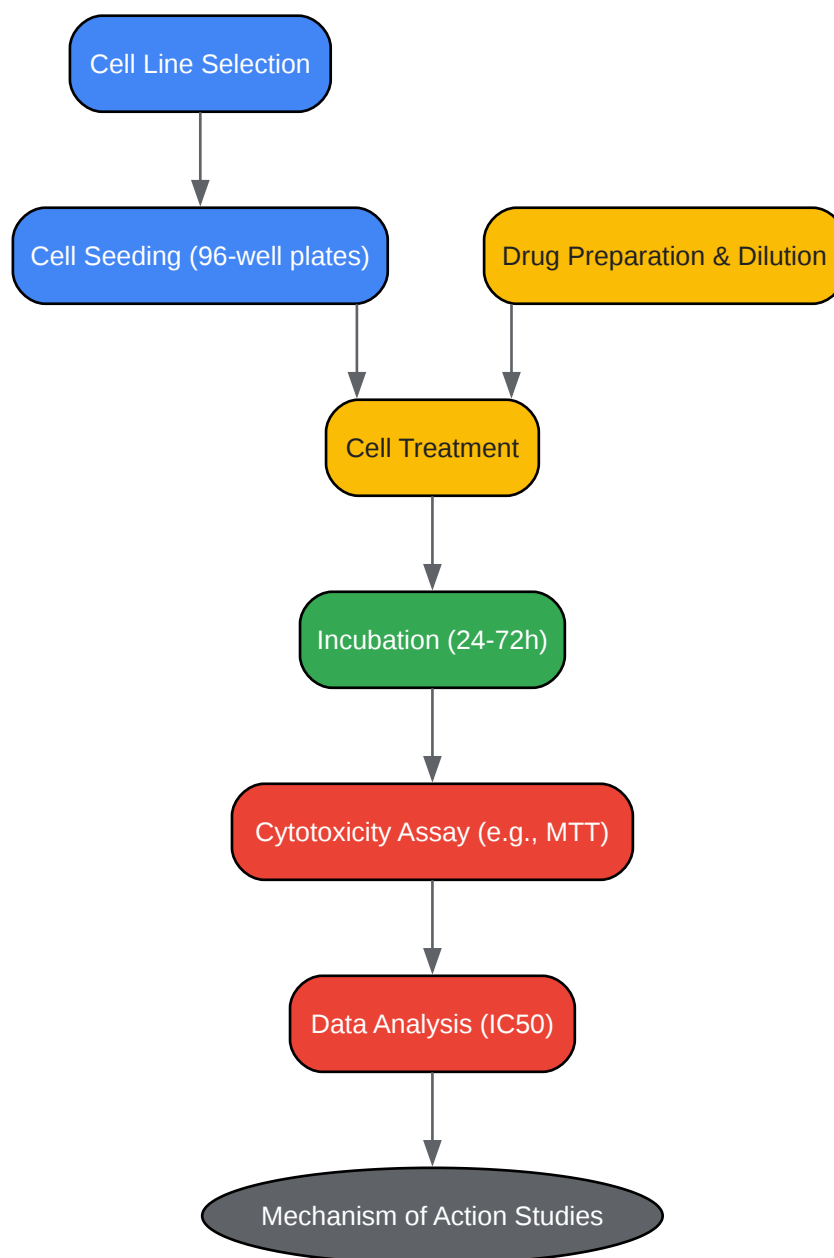 Cell Line Selection
Cell Seeding (96-well plates)
Drug Preparation & Dilution
Cell Treatment
Incubation (24-72h)
Cytotoxicity Assay (e.g., MTT)
Data Analysis (IC50)
Mechanism of Action Studies